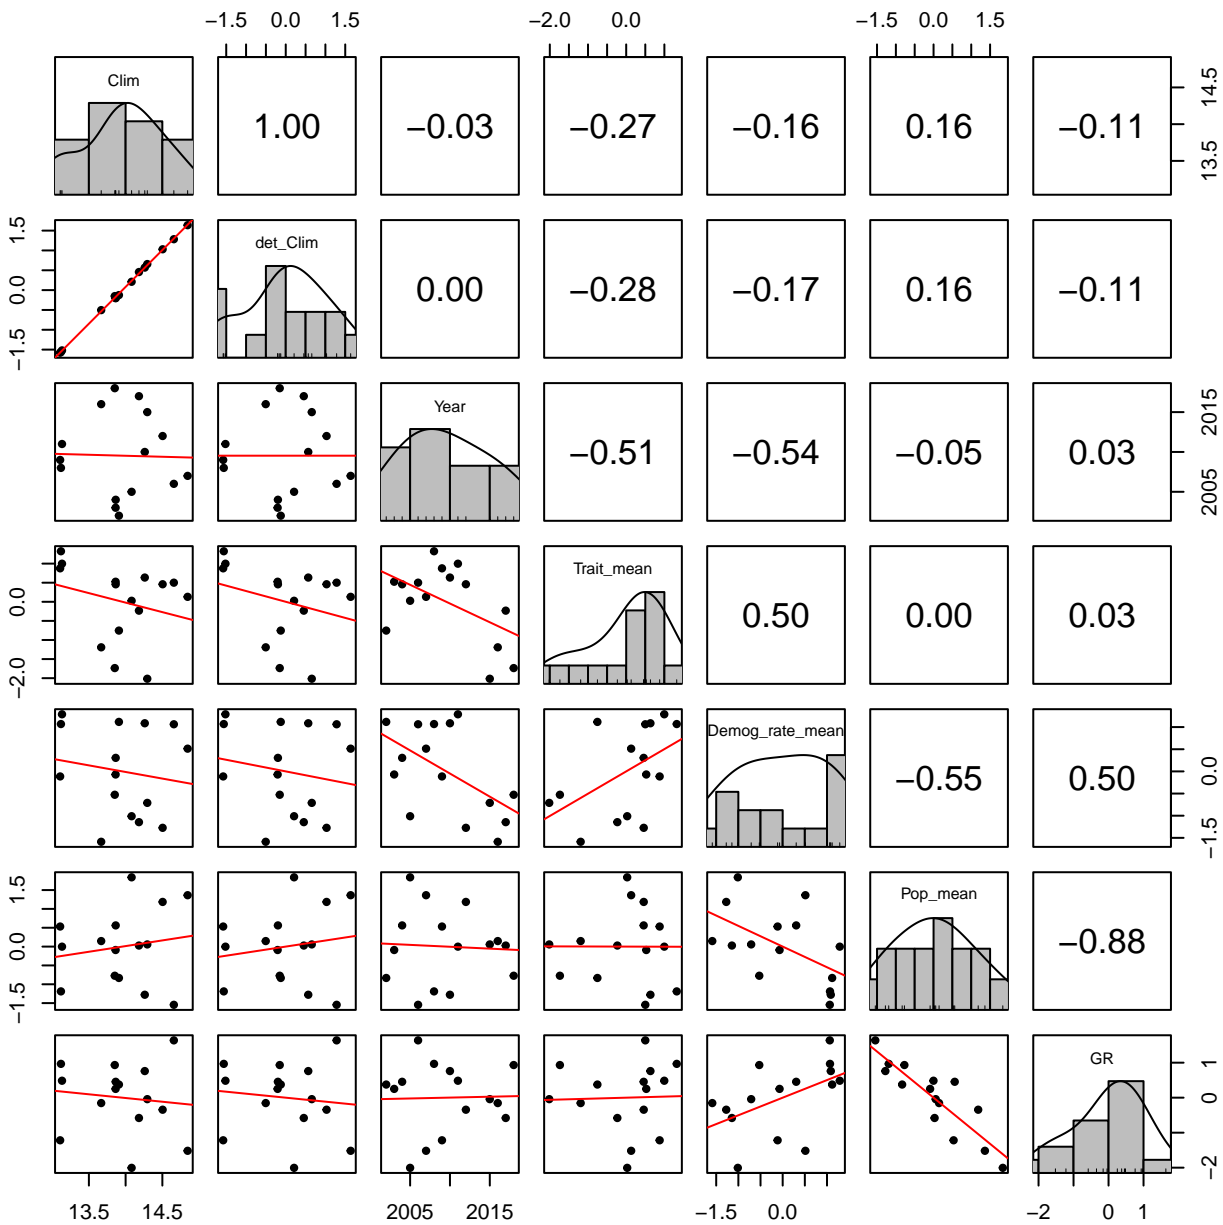 −1.5 0.0 1.5 −2.0 0.0 −1.5 0.0 1.5
Clim 1.00 −0.03 −0.27 −0.16 0.16 −0.11 13.5 14.5
−1.5 0.0 1.5 det_Clim 0.00 −0.28 −0.17 0.16 −0.11
Year −0.51 −0.54 −0.05 0.03 2005 2015
−2.0 0.0 Trait_mean 0.50 0.00 0.03
Demog_rate_mean −0.55 0.50 −1.5 0.0
−1.5 0.0 1.5 Pop_mean −0.88
GR −2 0 1
13.5 14.5 2005 2015 −1.5 0.0 −2 0 1